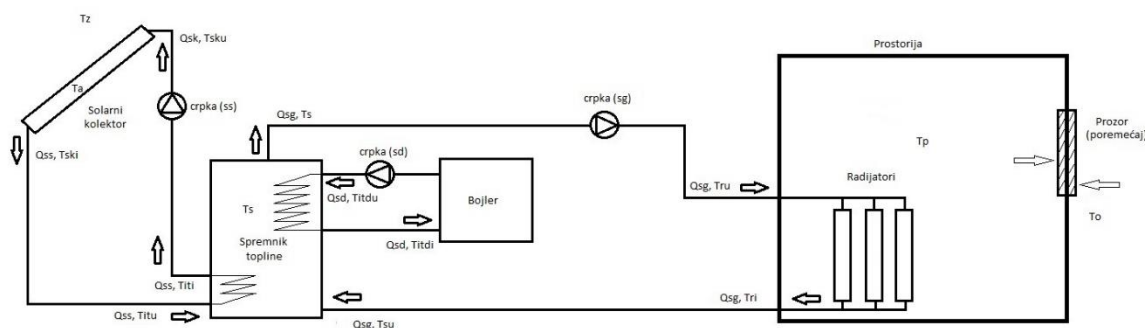 Tz
Qsk, Tsku
Ta
Solarni
kolektor
crpka (ss)
Qss, Tski
Qsg, Ts
crpka (sd)
Qsd, Titdu
Bojler
Ts
Spremnik
topline
Qsd, Titdi
Qss, Titi
Qss, Titu
Qsg, Tsu
crpka (sg)
Qsg, Tru
Prostorija
Tp
Prozor
(poremećaj)
Radijatori
To
Qsg, Tri